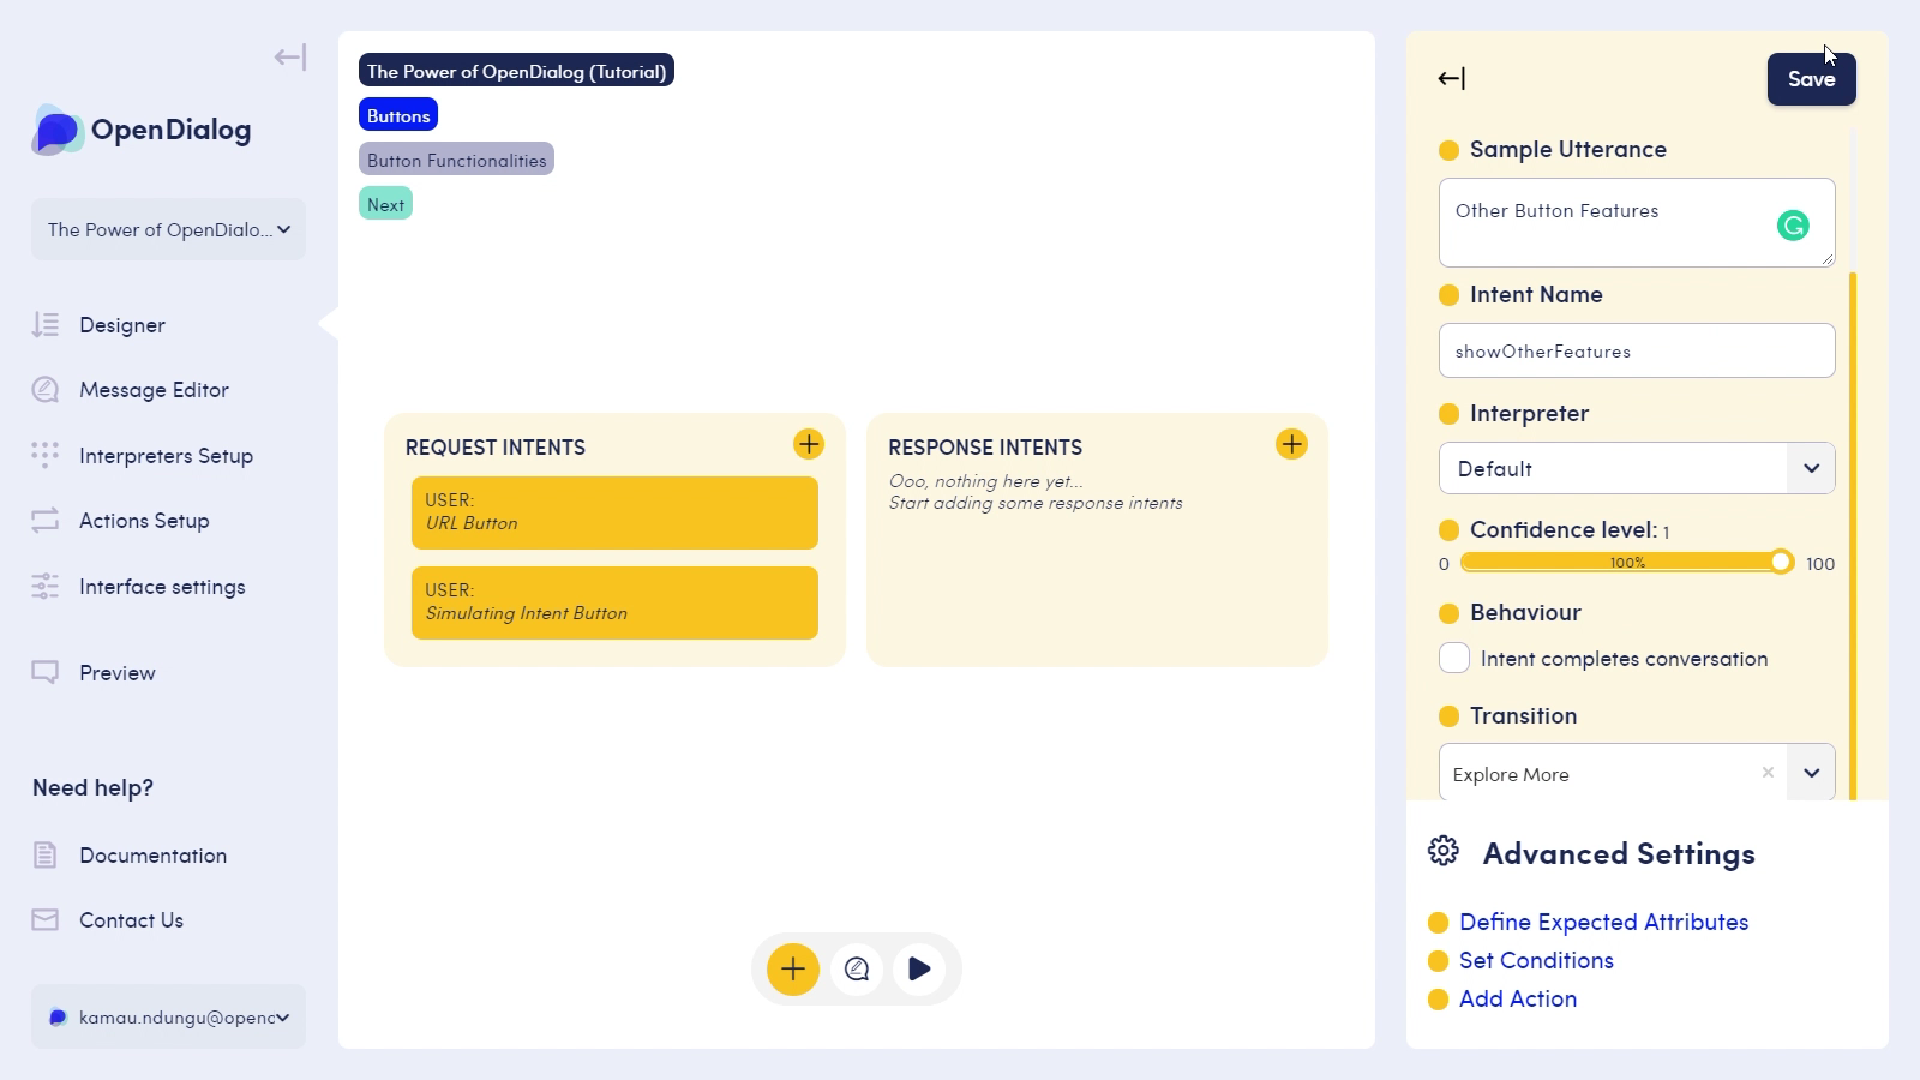 OpenDialog
The Power of OpenDialo...
Designer
Message Editor
Interpreters Setup
Actions Setup
Interface settings
Preview
Need help?
Documentation
Contact Us
kamau.ndungu@openc
The Power of OpenDialog (Tutorial)
Buttons
Button Functionalities
Next
REQUEST INTENTS
USER:
URL Button
USER:
Simulating Intent Button
RESPONSE INTENTS
Ooo, nothing here yet...
Start adding some response intents
Save
Sample Utterance
Other Button Features
Intent Name
showOtherFeatures
Interpreter
Default
Confidence level: 1
0 100% 100
Behaviour
Intent completes conversation
Transition
Explore More
Advanced Settings
Define Expected Attributes
Set Conditions
Add Action